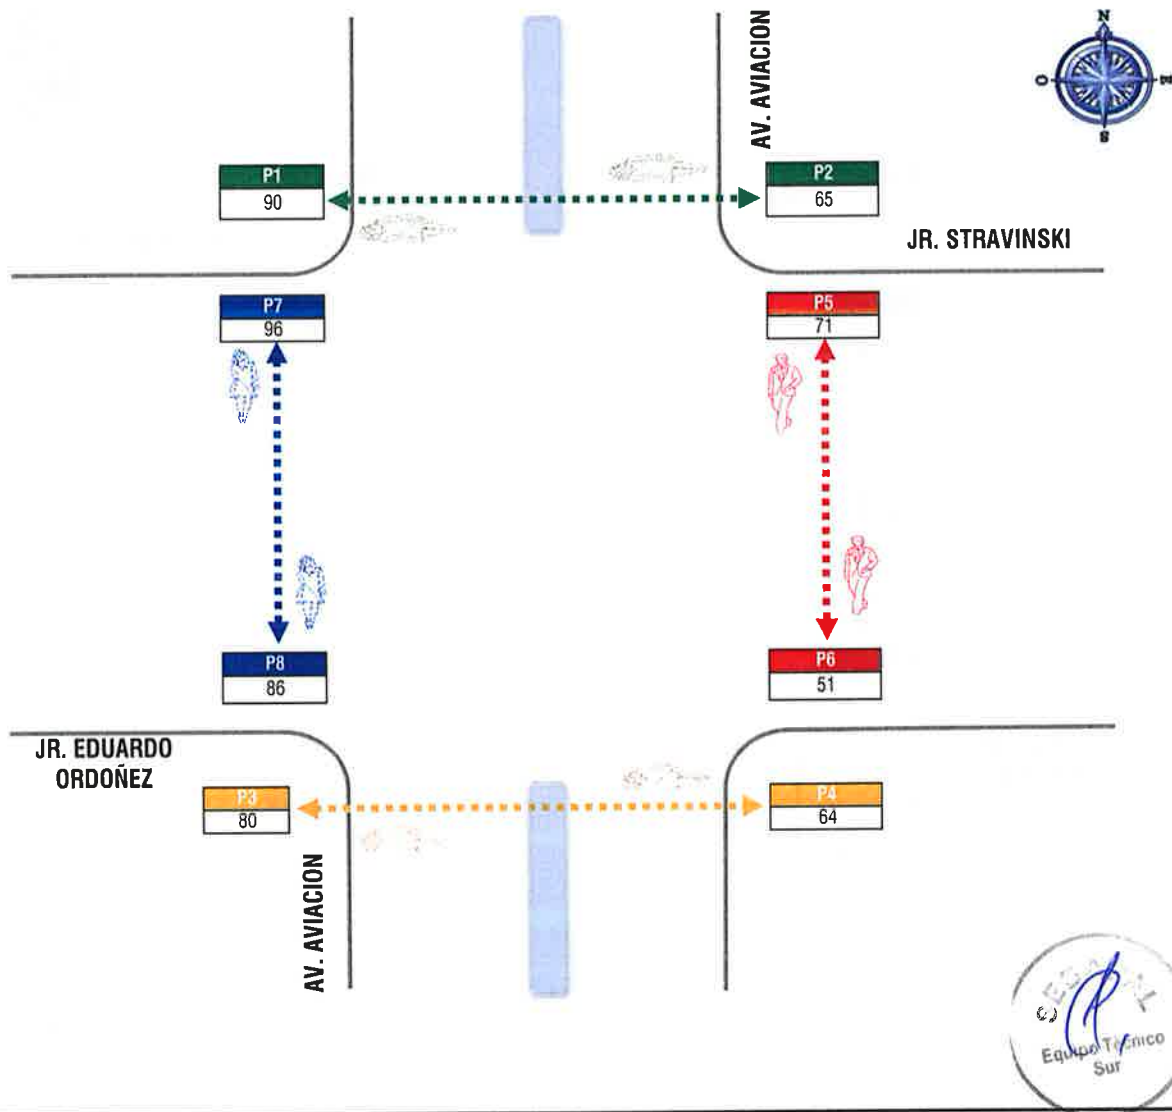 AV. AVIACION
N
O
E
S
P1
90
P2
65
JR. STRAVINSKI
P7
96
P5
71
P8
86
P6
51
JR. EDUARDO
ORDOÑEZ
P3
80
P4
64
AV. AVIACION
Equipo Técnico
Sur